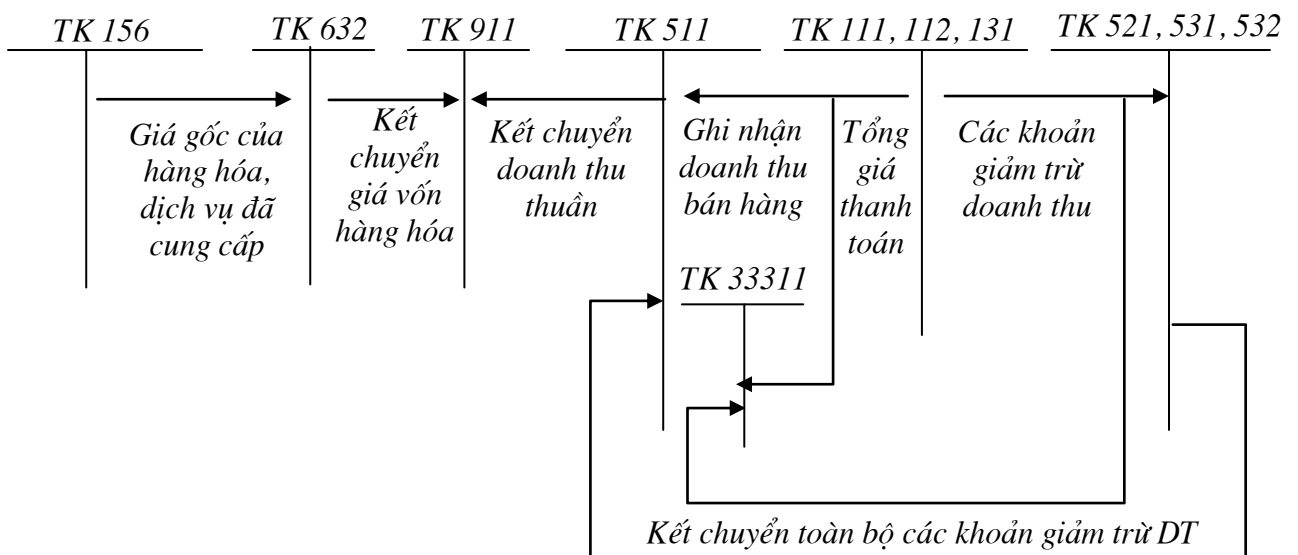 TK 156
TK 632
TK 911
TK 511
TK 111, 112, 131
TK 521, 531, 532
Giá gốc của
hàng hóa,
dịch vụ đã
cung cấp
Kết
chuyển
giá vốn
hàng hóa
Kết chuyển
doanh thu
thuần
Ghi nhận
doanh thu
bán hàng
Tổng
giá
thanh
toán
Các khoản
giảm trừ
doanh thu
TK 33311
Kết chuyển toàn bộ các khoản giảm trừ DT